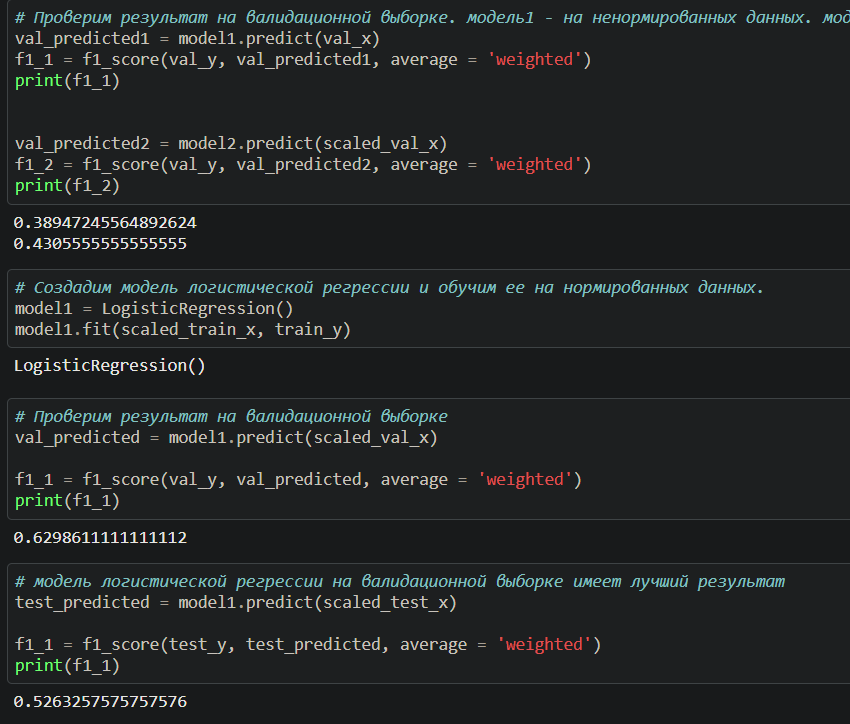 # Проверим результат на валидационной выборке. модель1 - на ненормированных данных.
val_predicted1 = model1.predict(val_x)
f1_1 = f1_score(val_y, val_predicted1, average = 'weighted')
print(f1_1)
val_predicted2 = model2.predict(scaled_val_x)
f1_2 = f1_score(val_y, val_predicted2, average = 'weighted')
print(f1_2)
0.38947245564892624
0.4305555555555555
# Создадим модель логистической регрессии и обучим ее на нормированных данных.
model1 = LogisticRegression()
model1.fit(scaled_train_x, train_y)
LogisticRegression()
# Проверим результат на валидационной выборке
val_predicted = model1.predict(scaled_val_x)
f1_1 = f1_score(val_y, val_predicted, average = 'weighted')
print(f1_1)
0.6298611111111112
# модель логистической регрессии на валидационной выборке имеет лучший результат
test_predicted = model1.predict(scaled_test_x)
f1_1 = f1_score(test_y, test_predicted, average = 'weighted')
print(f1_1)
0.5263257575757576